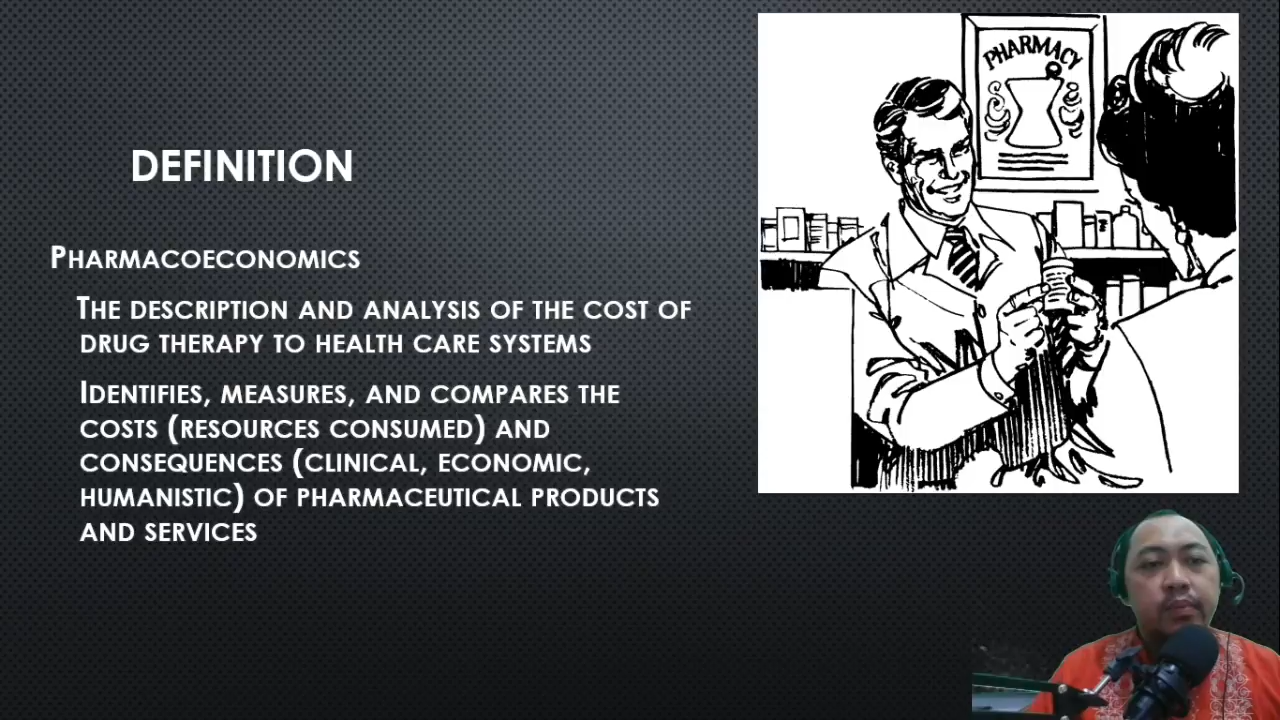 DEFINITION
PHARMACOECONOMICS
THE DESCRIPTION AND ANALYSIS OF THE COST OF
DRUG THERAPY TO HEALTH CARE SYSTEMS
IDENTIFIES, MEASURES, AND COMPARES THE
COSTS (RESOURCES CONSUMED) AND
CONSEQUENCES (CLINICAL, ECONOMIC,
HUMANISTIC) OF PHARMACEUTICAL PRODUCTS
AND SERVICES
PHARMACY